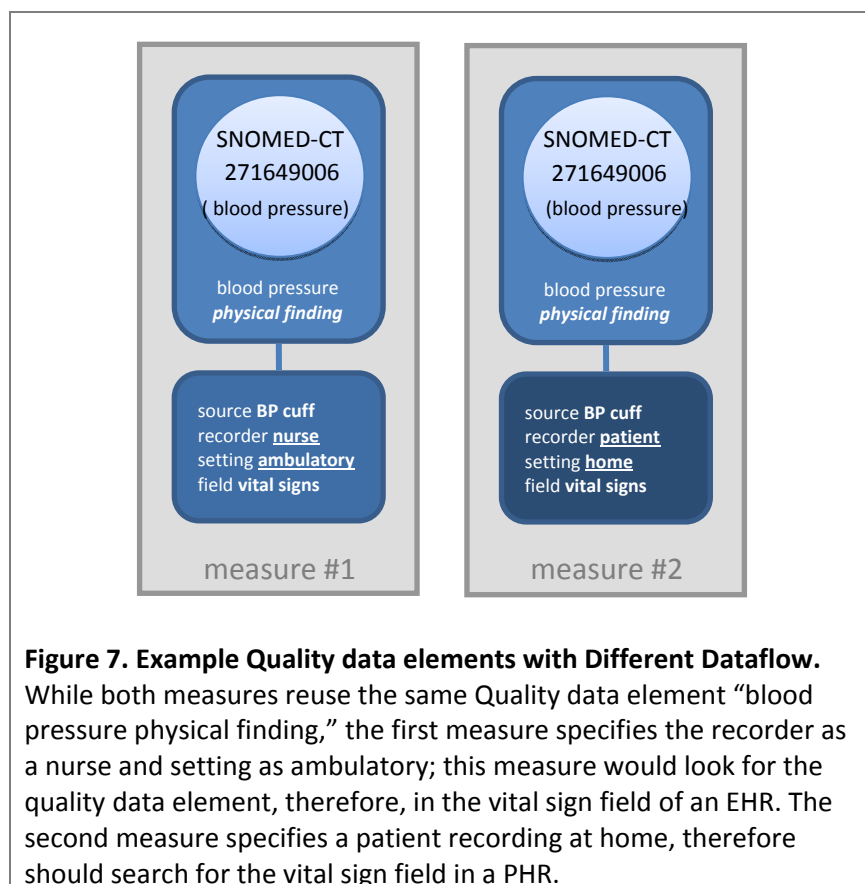 SNOMED-CT
271649006
( blood pressure)
blood pressure
physical finding
source BP cuff
recorder nurse
setting ambulatory
field vital signs
measure #1
SNOMED-CT
271649006
(blood pressure)
blood pressure
physical finding
source BP cuff
recorder patient
setting home
field vital signs
measure #2
Figure 7. Example Quality data elements with Different Dataflow.
While both measures reuse the same Quality data element “blood
pressure physical finding,” the first measure specifies the recorder as
a nurse and setting as ambulatory; this measure would look for the
quality data element, therefore, in the vital sign field of an EHR. The
second measure specifies a patient recording at home, therefore
should search for the vital sign field in a PHR.